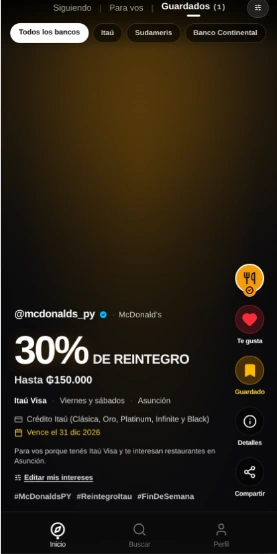 Siguiendo | Para vos | Guardados (1)
Todos los bancos Itaú Sudameris Banco Continental
@mcdonalds_py · McDonald's
Te gusta
30% DE REINTEGRO
Hasta ₲150.000
Guardado
Itaú Visa · Viernes y sábados · Asunción
Crédito Itaú (Clásica, Oro, Platinum, Infinite y Black)
Vence el 31 dic 2026
Detalles
Para vos porque tenés Itaú Visa y te interesan restaurantes en
Asunción.
Editar mis intereses
#McDonaldsPY #ReintegroItau #FinDeSemana
Compartir
Inicio Buscar Perfil